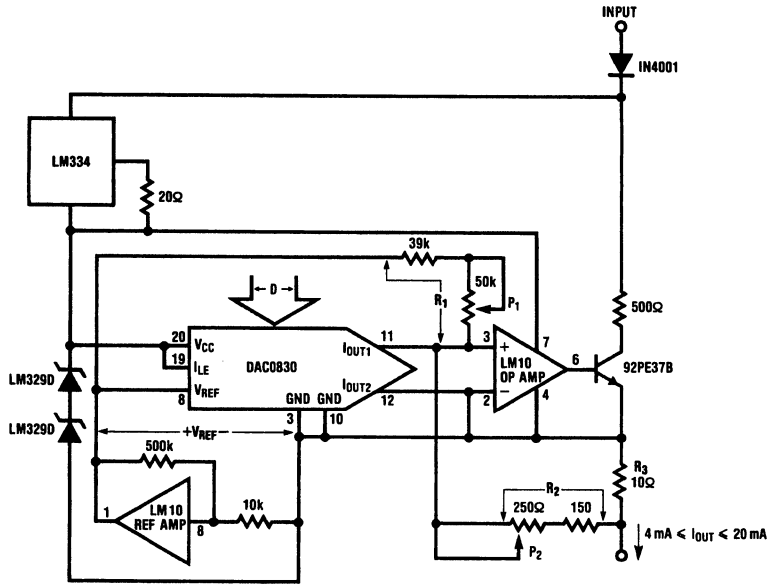 INPUT
IN4001
LM334
20Ω
39k
50k
P1
R1
D
500Ω
20
VCC
19
ILE
DAC0830
IOUT1
11
3
+
7
LM10
OP AMP
6
92PE37B
LM329D
VREF
8
IOUT2
12
−
2
4
GND GND
3
10
LM329D
+VREF
500k
R3
10Ω
1
LM10
REF AMP
8
10k
R2
250Ω
150
P2
4 mA ⩽ IOUT ⩽ 20 mA